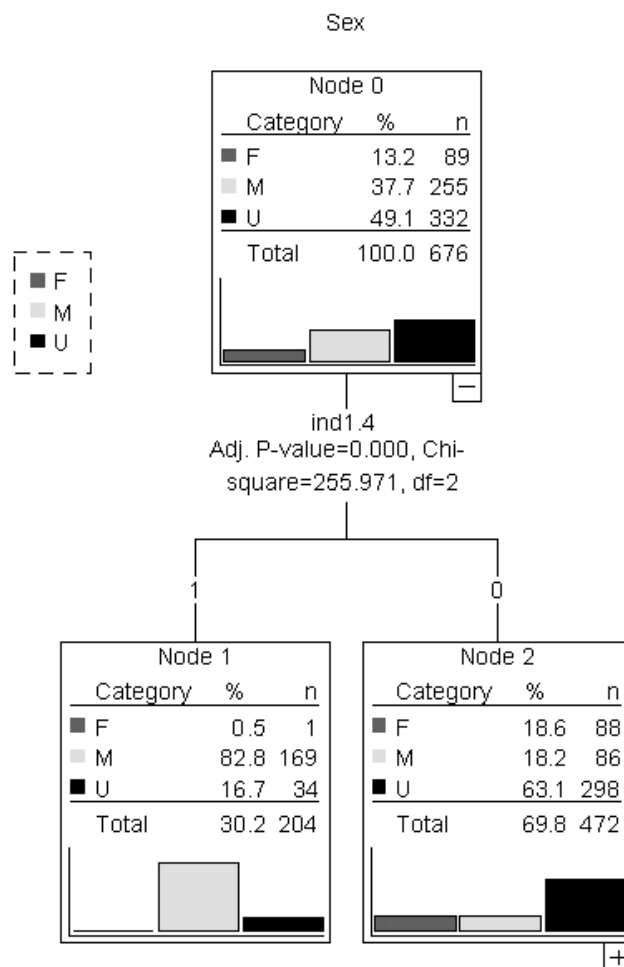 Sex
Node 0
Category % n
F 13.2 89
M 37.7 255
U 49.1 332
Total 100.0 676
F
M
U
ind1.4
Adj. P-value=0.000, Chi-
square=255.971, df=2
1
0
Node 1
Category % n
F 0.5 1
M 82.8 169
U 16.7 34
Total 30.2 204
Node 2
Category % n
F 18.6 88
M 18.2 86
U 63.1 298
Total 69.8 472